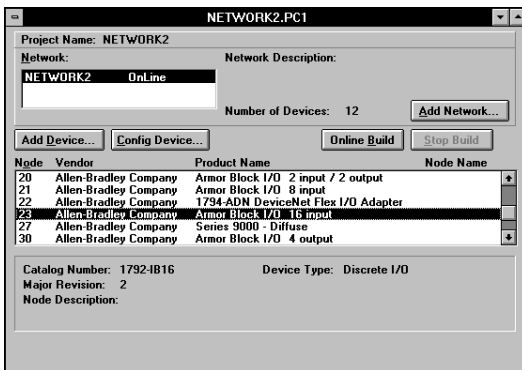 NETWORK2.PC1
Project Name: NETWORK2
Network: Network Description:
NETWORK2 OnLine
Number of Devices: 12 Add Network...
Add Device... Config Device... Online Build Stop Build
Node Vendor Product Name Node Name
20 Allen-Bradley Company Armor Block I/O 2 input / 2 output
21 Allen-Bradley Company Armor Block I/O 8 input
22 Allen-Bradley Company 1794-ADN DeviceNet Flex I/O Adapter
23 Allen-Bradley Company Armor Block I/O 16 input
27 Allen-Bradley Company Series 9000 - Diffuse
30 Allen-Bradley Company Armor Block I/O 4 output
Catalog Number: 1792-IB16 Device Type: Discrete I/O
Major Revision: 2
Node Description: